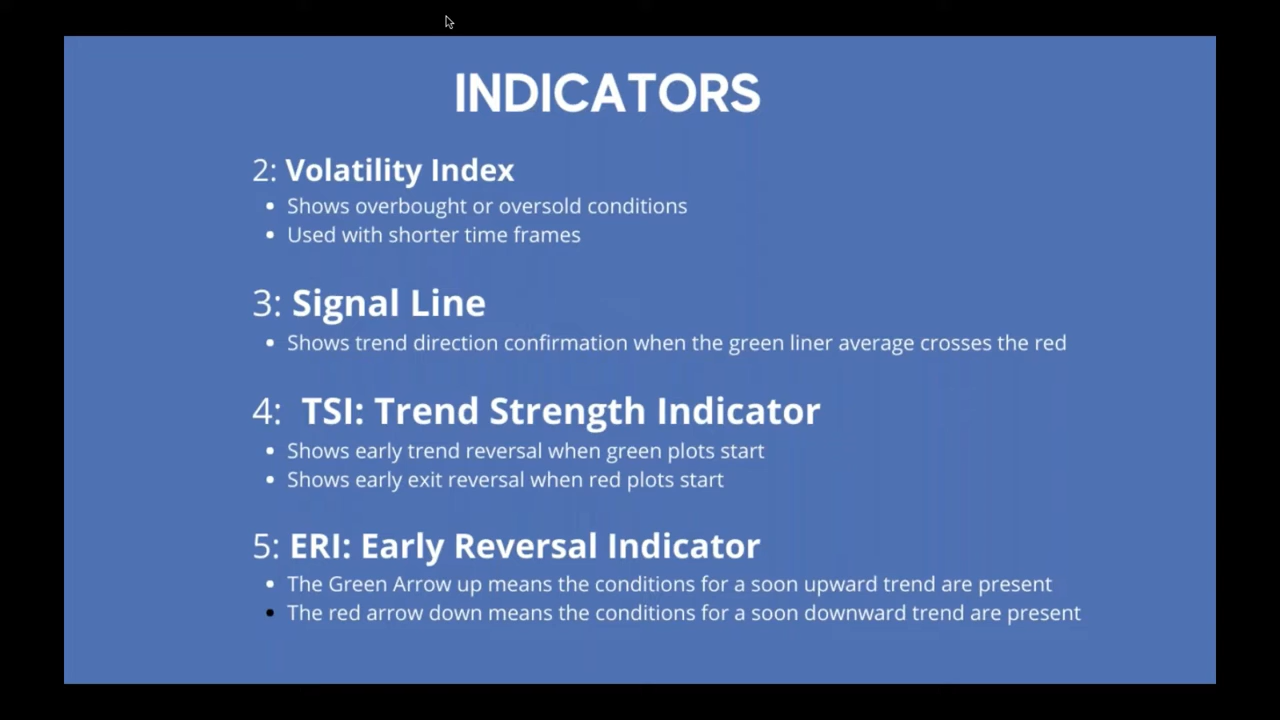 INDICATORS
2: Volatility Index
• Shows overbought or oversold conditions
• Used with shorter time frames
3: Signal Line
• Shows trend direction confirmation when the green liner average crosses the red
4: TSI: Trend Strength Indicator
• Shows early trend reversal when green plots start
• Shows early exit reversal when red plots start
5: ERI: Early Reversal Indicator
• The Green Arrow up means the conditions for a soon upward trend are present
• The red arrow down means the conditions for a soon downward trend are present